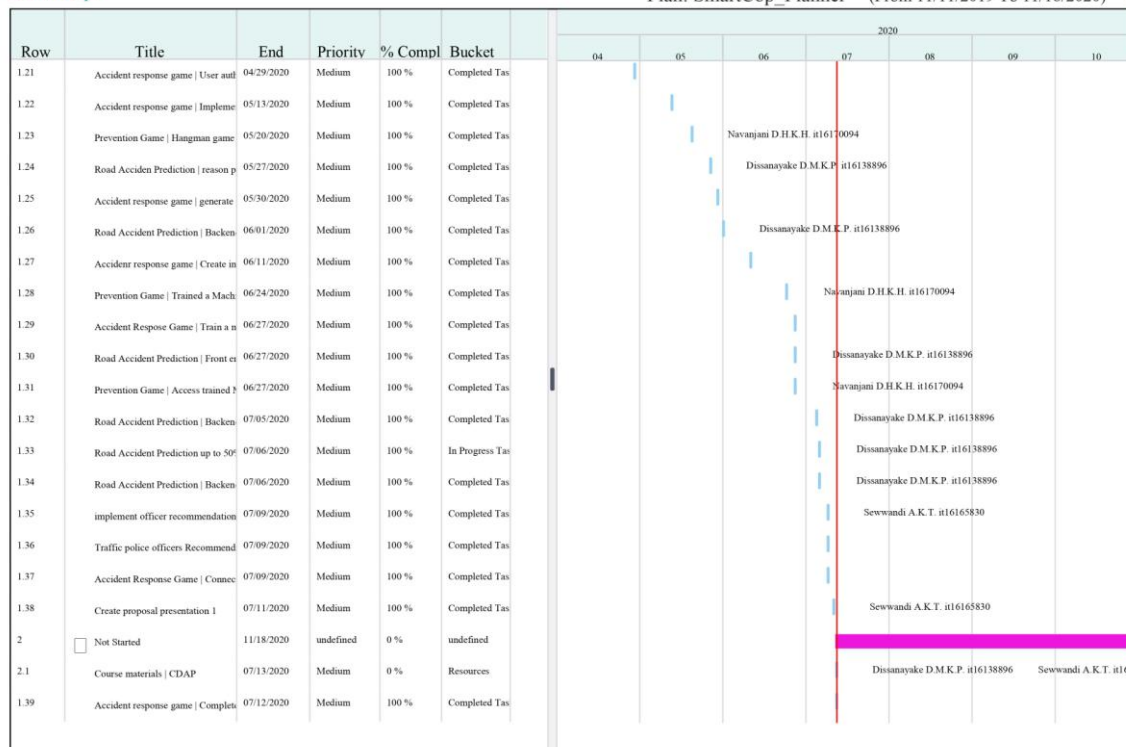 Plan: SmartCop_Planner (From 11/11/2019 To 11/18/2020)
2020
Row Title End Priority % Compl Bucket 04 05 06 07 08 09 10
1.21 Accident response game | User auth 04/29/2020 Medium 100 % Completed Tas
1.22 Accident response game | Impleme 05/13/2020 Medium 100 % Completed Tas
1.23 Prevention Game | Hangman game 05/20/2020 Medium 100 % Completed Tas Navanjani D.H.K.H. it16170094
1.24 Road Acciden Prediction | reason p 05/27/2020 Medium 100 % Completed Tas Dissanayake D.M.K.P. it16138896
1.25 Accident response game | generate 05/30/2020 Medium 100 % Completed Tas
1.26 Road Accident Prediction | Backen 06/01/2020 Medium 100 % Completed Tas Dissanayake D.M.K.P. it16138896
1.27 Accidenr response game | Create in 06/11/2020 Medium 100 % Completed Tas
1.28 Prevention Game | Trained a Mach 06/24/2020 Medium 100 % Completed Tas Navanjani D.H.K.H. it16170094
1.29 Accident Respose Game | Train a m 06/27/2020 Medium 100 % Completed Tas
1.30 Road Accident Prediction | Front en 06/27/2020 Medium 100 % Completed Tas Dissanayake D.M.K.P. it16138896
1.31 Prevention Game | Access trained M 06/27/2020 Medium 100 % Completed Tas Navanjani D.H.K.H. it16170094
1.32 Road Accident Prediction | Backen 07/05/2020 Medium 100 % Completed Tas Dissanayake D.M.K.P. it16138896
1.33 Road Accident Prediction up to 50% 07/06/2020 Medium 100 % In Progress Tas Dissanayake D.M.K.P. it16138896
1.34 Road Accident Prediction | Backen 07/06/2020 Medium 100 % Completed Tas Dissanayake D.M.K.P. it16138896
1.35 implement officer recommendation 07/09/2020 Medium 100 % Completed Tas Sewwandi A.K.T. it16165830
1.36 Traffic police officers Recommend 07/09/2020 Medium 100 % Completed Tas
1.37 Accident Response Game | Connec 07/09/2020 Medium 100 % Completed Tas
1.38 Create proposal presentation 1 07/11/2020 Medium 100 % Completed Tas Sewwandi A.K.T. it16165830
2 Not Started 11/18/2020 undefined 0 % undefined
2.1 Course materials | CDAP 07/13/2020 Medium 0 % Resources Dissanayake D.M.K.P. it16138896 Sewwandi A.K.T. it16
1.39 Accident response game | Complete 07/12/2020 Medium 100 % Completed Tas